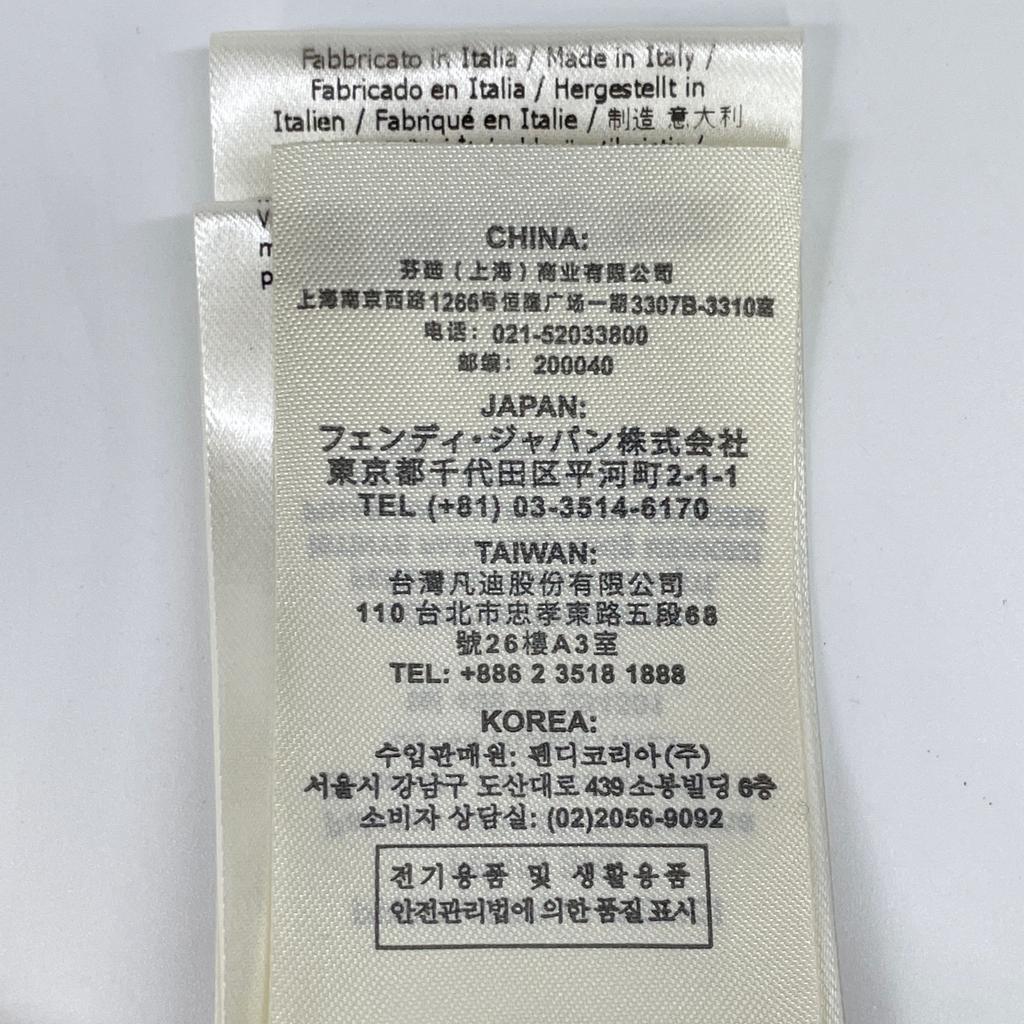 Fabbricato in Italia / Made in Italy /
Fabricado en Italia / Hergestellt in
Italien / Fabriqué en Italie / 制造 意大利
CHINA:
芬迪（上海）商业有限公司
上海南京西路1266号恒隆广场一期3307B-3310室
电话：021-52033800
邮编：200040
JAPAN:
フェンディ・ジャパン株式会社
東京都千代田区平河町2-1-1
TEL (+81) 03-3514-6170
TAIWAN:
台灣凡迪股份有限公司
110 台北市忠孝東路五段68
號26樓A3室
TEL: +886 2 3518 1888
KOREA:
수입판매원: 펜디코리아(주)
서울시 강남구 도산대로 439 소봉빌딩 6층
소비자 상담실: (02)2056-9092
전기용품 및 생활용품
안전관리법에 의한 품질 표시